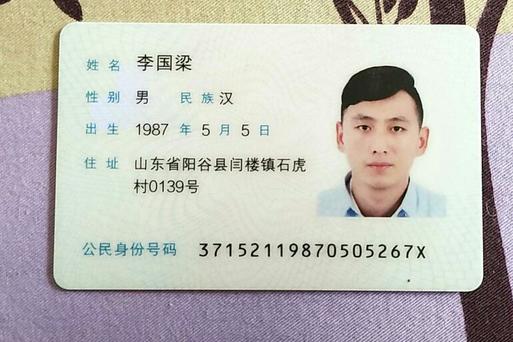 姓名 李国梁
性别 男 民族 汉
出生 1987 年 5 月 5 日
住址 山东省阳谷县闫楼镇石虎
村0139号
公民身份号码 37152119870505267X